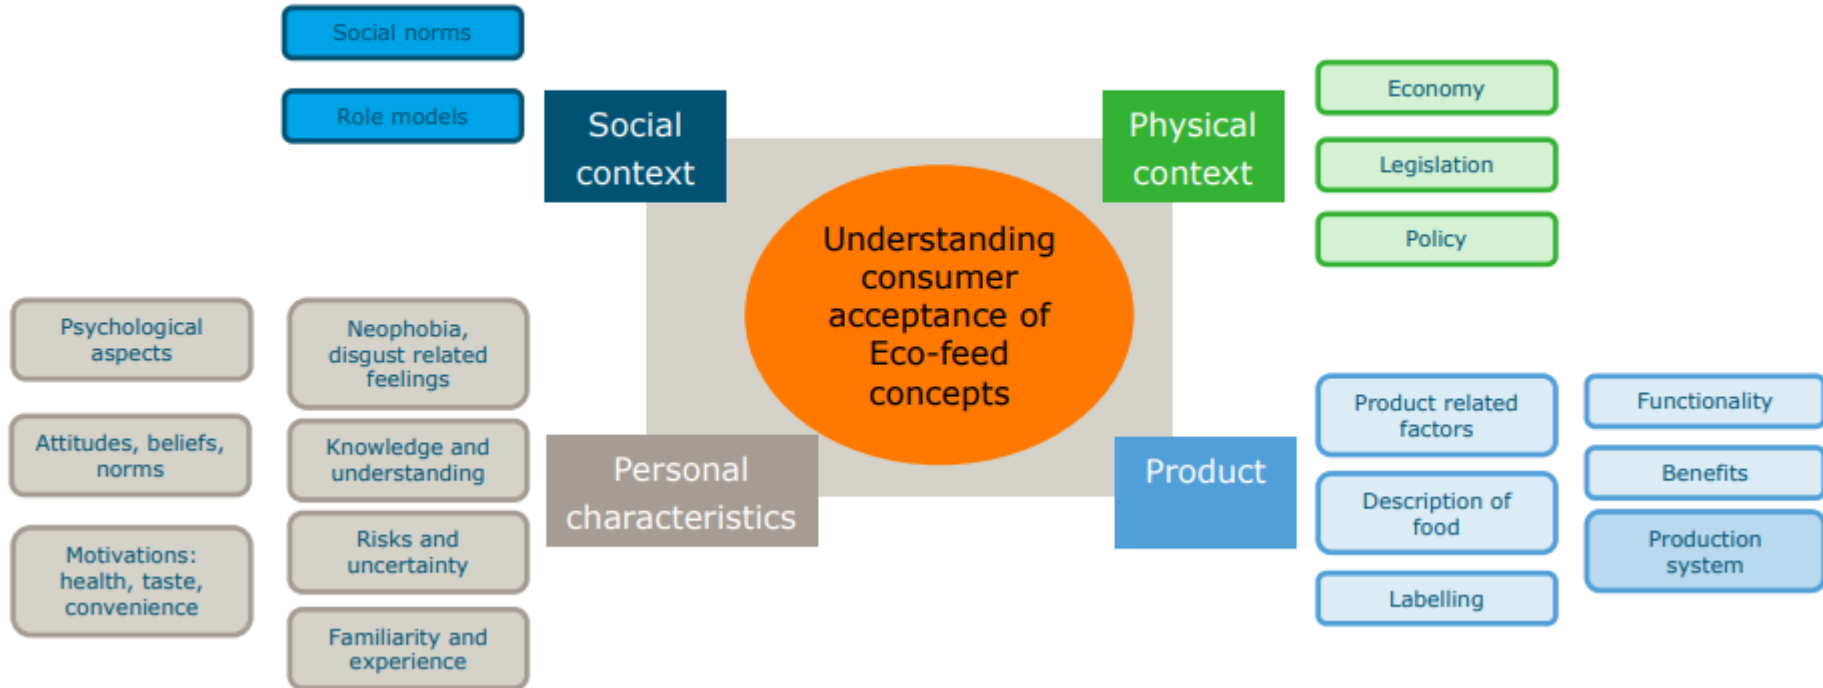 Social norms
Role models
Social
context
Physical
context
Economy
Legislation
Policy
Understanding
consumer
acceptance of
Eco-feed
concepts
Psychological
aspects
Attitudes, beliefs,
norms
Motivations:
health, taste,
convenience
Neophobia,
disgust related
feelings
Knowledge and
understanding
Risks and
uncertainty
Familiarity and
experience
Personal
characteristics
Product
Product related
factors
Description of
food
Labelling
Functionality
Benefits
Production
system